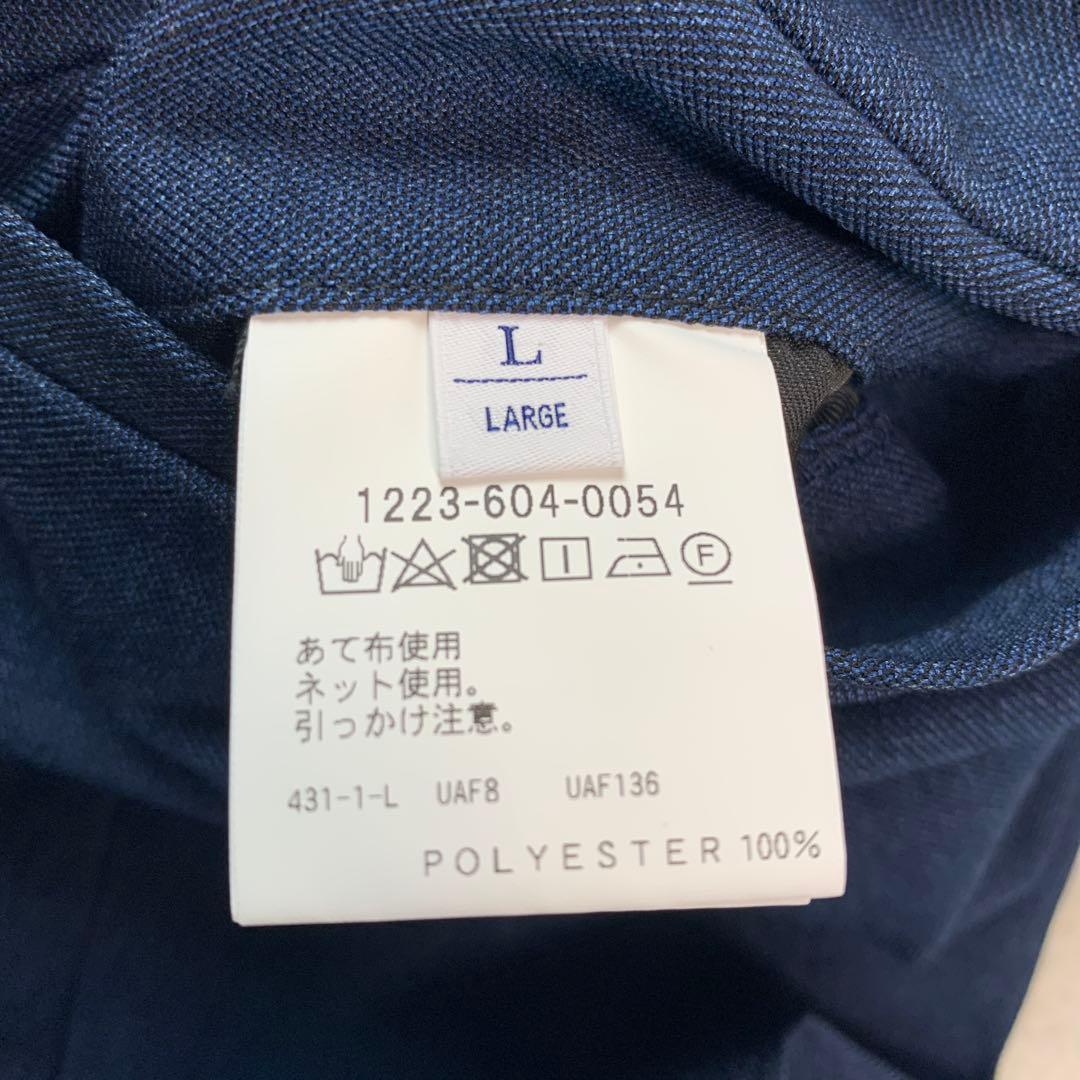 L
LARGE
1223-604-0054
F
あて布使用
ネット使用。
引っかけ注意。
431-1-L UAF8 UAF136
POLYESTER 100%